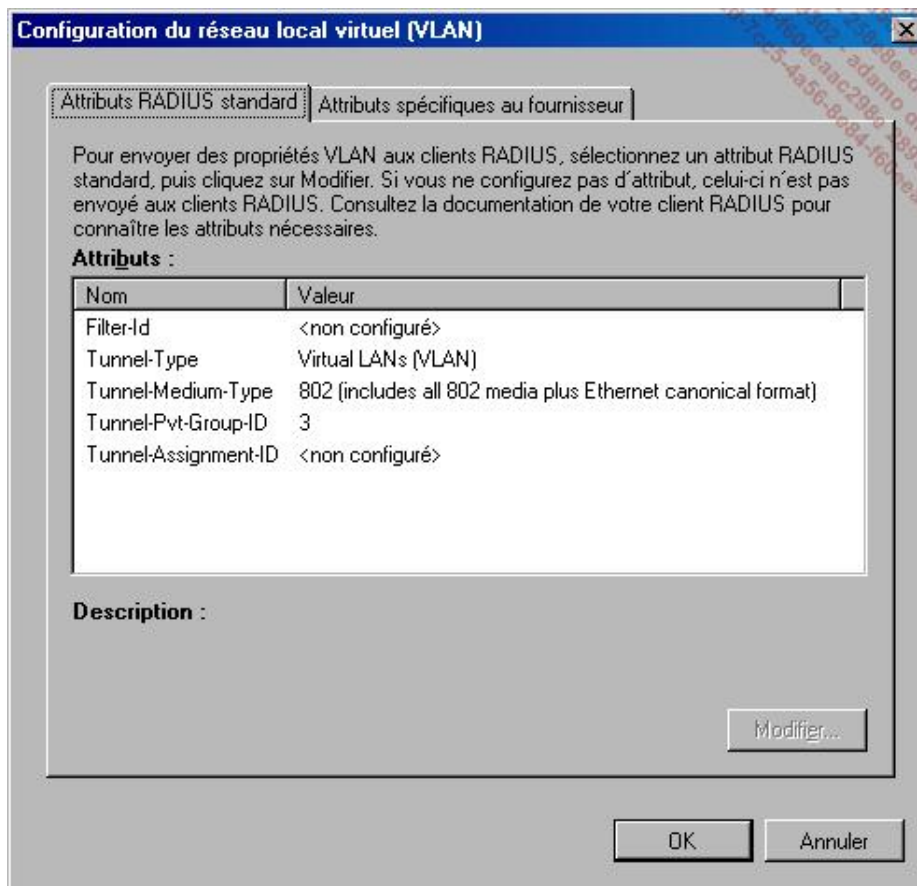 Configuration du réseau local virtuel (VLAN)
Attributs RADIUS standard
Attributs spécifiques au fournisseur
Pour envoyer des propriétés VLAN aux clients RADIUS, sélectionnez un attribut RADIUS
standard, puis cliquez sur Modifier. Si vous ne configurez pas d´attribut, celui-ci n´est pas
envoyé aux clients RADIUS. Consultez la documentation de votre client RADIUS pour
connaître les attributs nécessaires.
Attributs :
Nom Valeur
Filter-Id <non configuré>
Tunnel-Type Virtual LANs (VLAN)
Tunnel-Medium-Type 802 (includes all 802 media plus Ethernet canonical format)
Tunnel-Pvt-Group-ID 3
Tunnel-Assignment-ID <non configuré>
Description :
Modifier...
OK Annuler